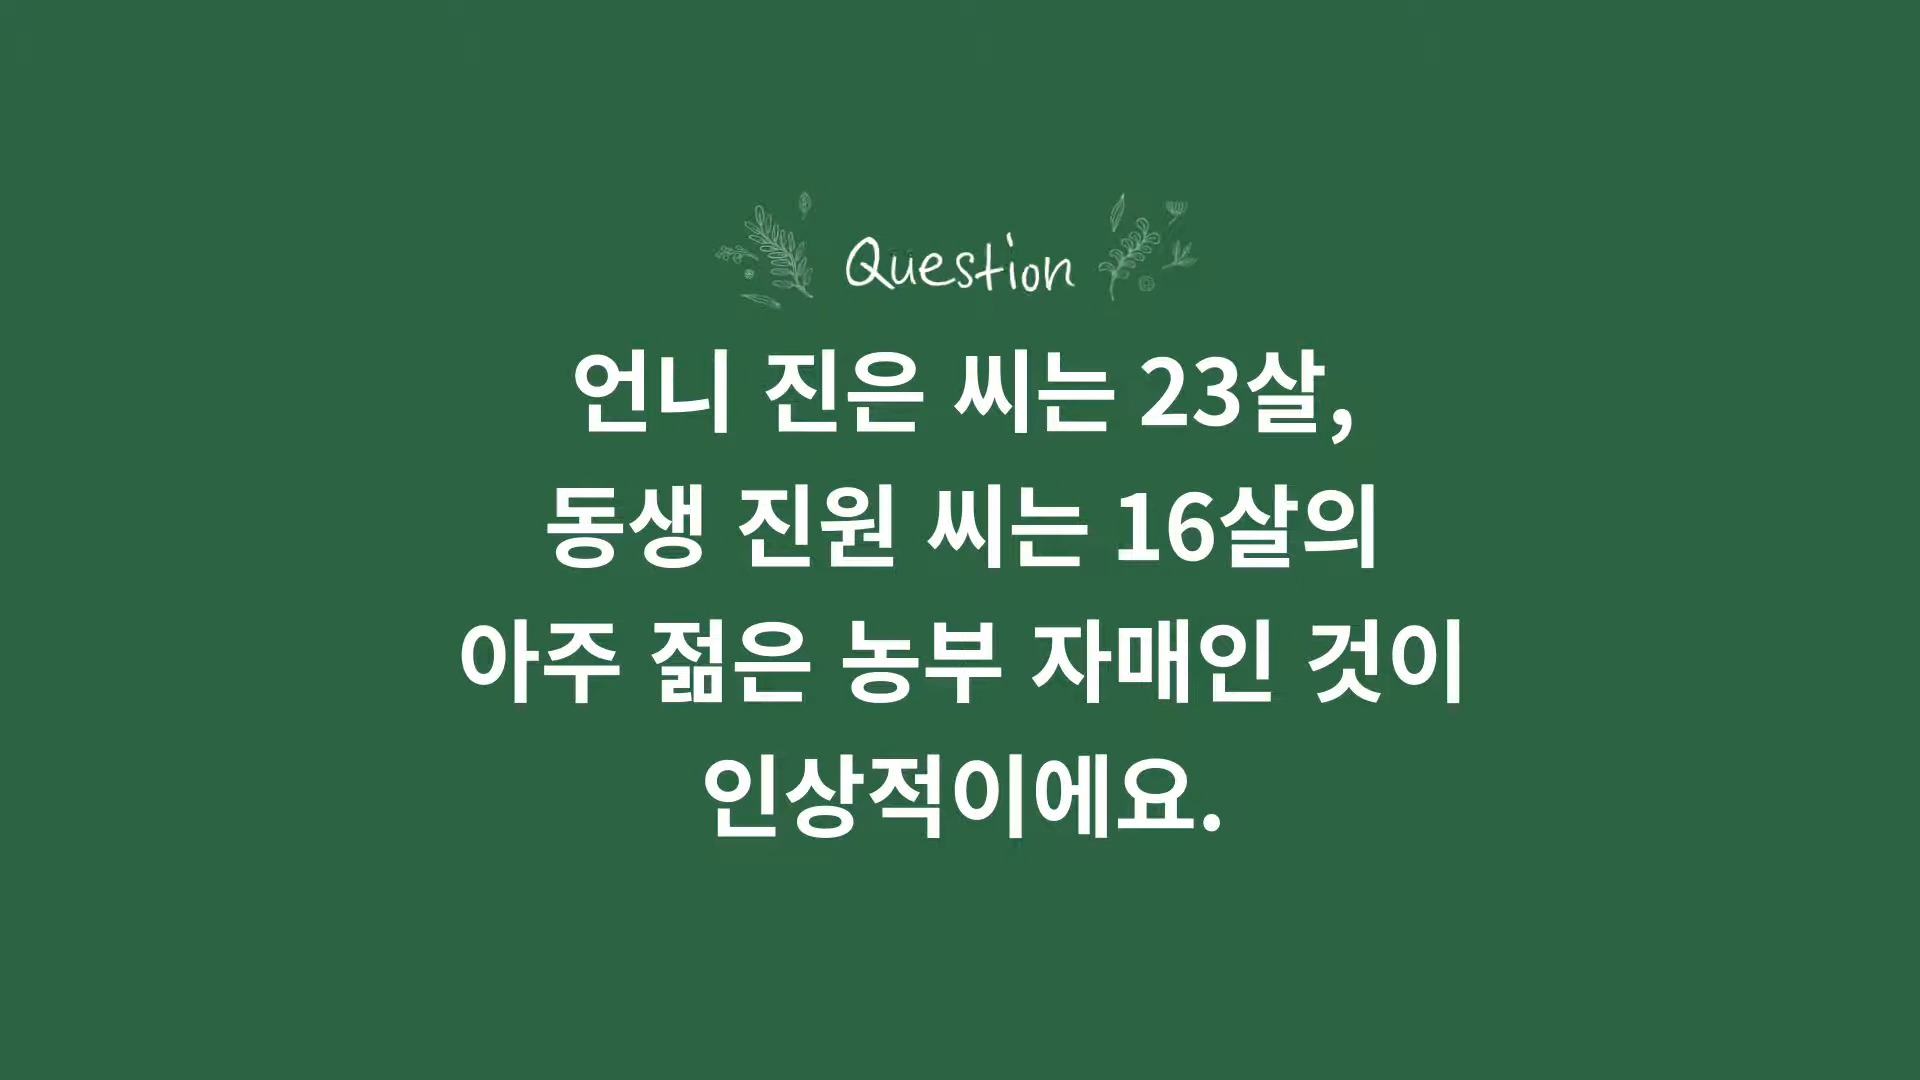 Question
언니 진은 씨는 23살,
동생 진원 씨는 16살의
아주 젊은 농부 자매인 것이
인상적이에요.